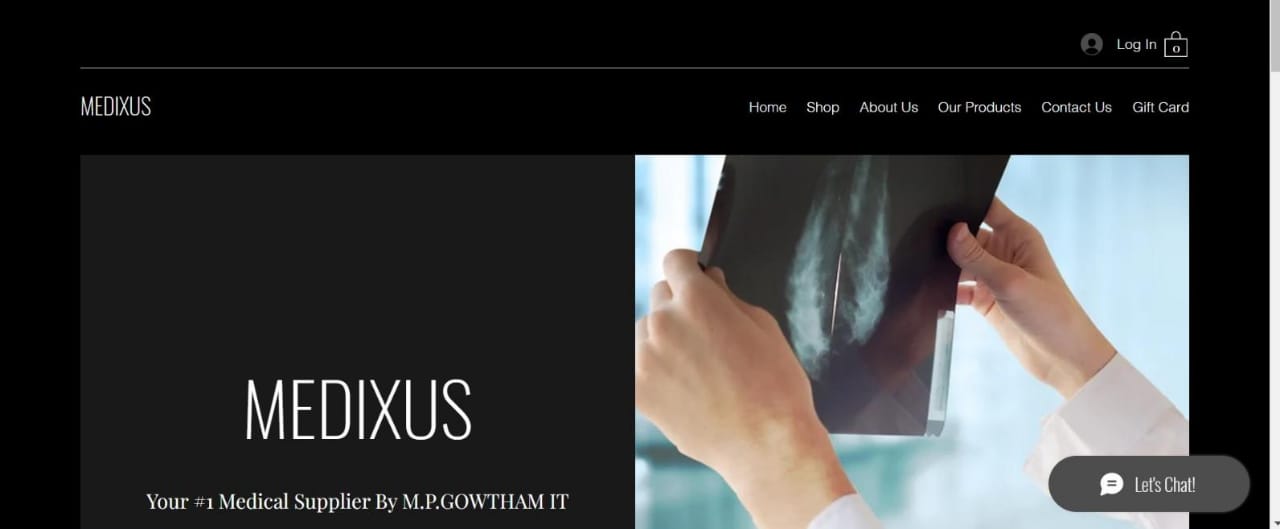 Log In 0
MEDIXUS
Home Shop About Us Our Products Contact Us Gift Card
MEDIXUS
Your #1 Medical Supplier By M.P.GOWTHAM IT
Let's Chat!